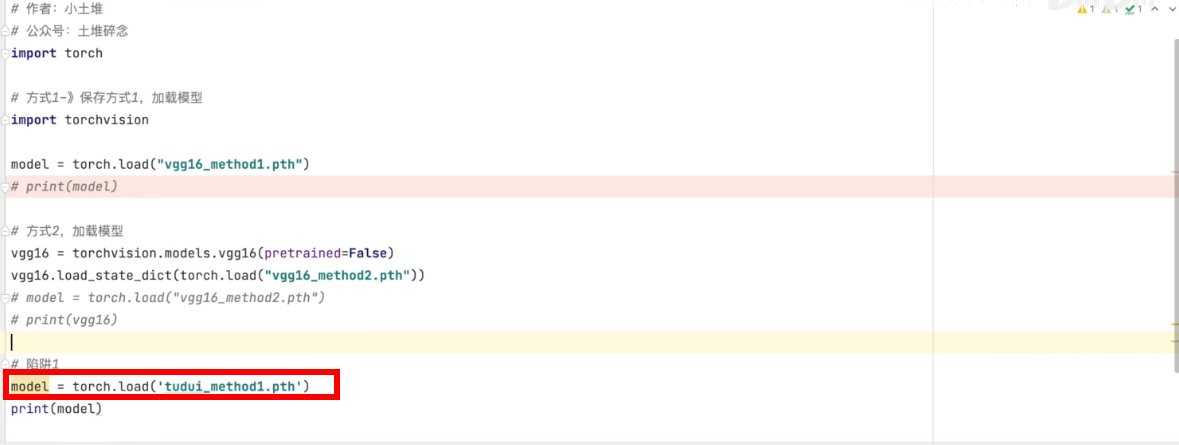 # 作者：小土堆
# 公众号：土堆碎念
import torch
# 方式1-》保存方式1，加载模型
import torchvision
model = torch.load("vgg16_method1.pth")
# print(model)
# 方式2，加载模型
vgg16 = torchvision.models.vgg16(pretrained=False)
vgg16.load_state_dict(torch.load("vgg16_method2.pth"))
# model = torch.load("vgg16_method2.pth")
# print(vgg16)
# 陷阱1
model = torch.load('tudui_method1.pth')
print(model)